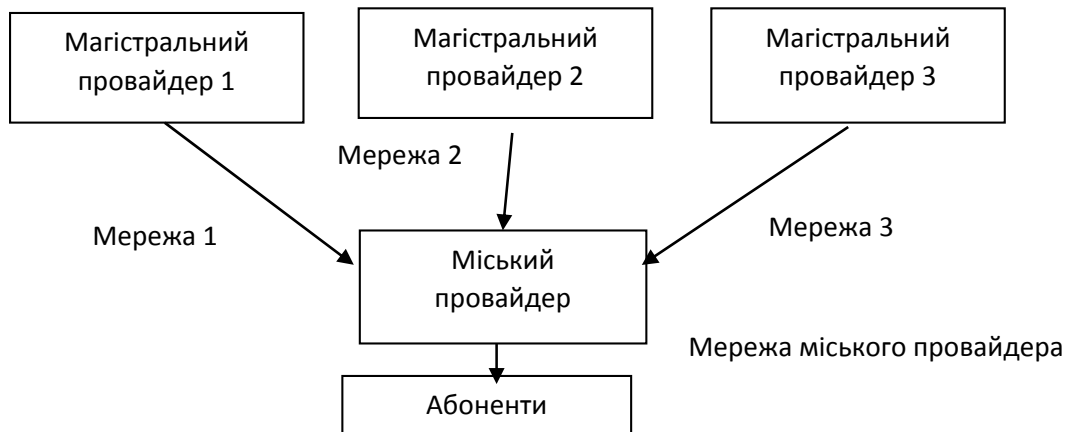 Магістральний
провайдер 1
Магістральний
провайдер 2
Магістральний
провайдер 3
Мережа 2
Мережа 1
Мережа 3
Міський
провайдер
Мережа міського провайдера
Абоненти